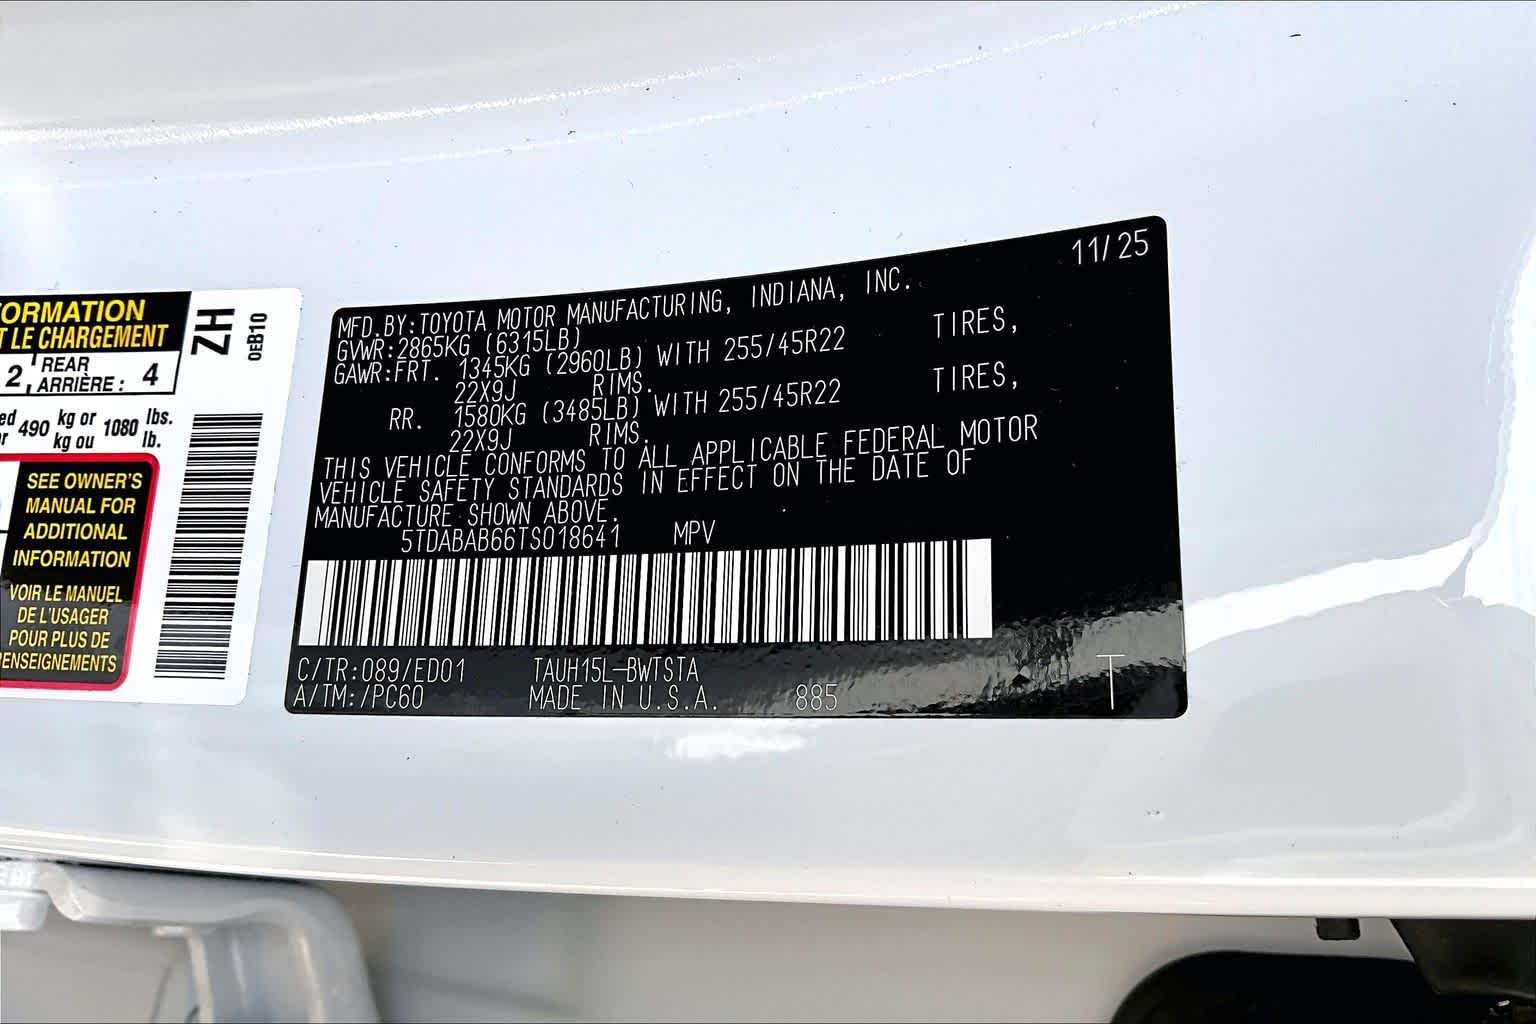 ORMATION
T LE CHARGEMENT
2, REAR ARRIÈRE : 4
490 kg or kg ou 1080 lbs. lb.
SEE OWNER'S
MANUAL FOR
ADDITIONAL
INFORMATION
VOIR LE MANUEL
DE L'USAGER
POUR PLUS DE
RENSEIGNEMENTS
ZH
0EB10
11/25
MFD.BY:TOYOTA MOTOR MANUFACTURING, INDIANA, INC.
GVWR:2865KG (6315LB)
GAWR:FRT. 1345KG (2960LB) WITH 255/45R22 TIRES,
22X9J RIMS.
RR. 1580KG (3485LB) WITH 255/45R22 TIRES,
22X9J RIMS.
THIS VEHICLE CONFORMS TO ALL APPLICABLE FEDERAL MOTOR
VEHICLE SAFETY STANDARDS IN EFFECT ON THE DATE OF
MANUFACTURE SHOWN ABOVE.
5TDABAB66TS018641 MPV
C/TR:089/ED01 TAUH15L-BWTSTA
A/TM:/PC60 MADE IN U.S.A. 885 T